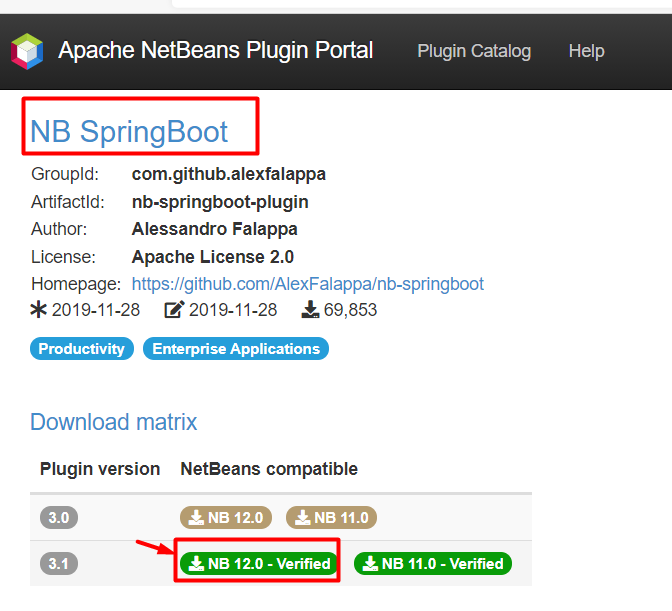 Apache NetBeans Plugin Portal Plugin Catalog Help
NB SpringBoot
GroupId: com.github.alexfalappa
ArtifactId: nb-springboot-plugin
Author: Alessandro Falappa
License: Apache License 2.0
Homepage: https://github.com/AlexFalappa/nb-springboot
2019-11-28 2019-11-28 69,853
Productivity Enterprise Applications
Download matrix
Plugin version NetBeans compatible
3.0 NB 12.0 NB 11.0
3.1 NB 12.0 - Verified NB 11.0 - Verified